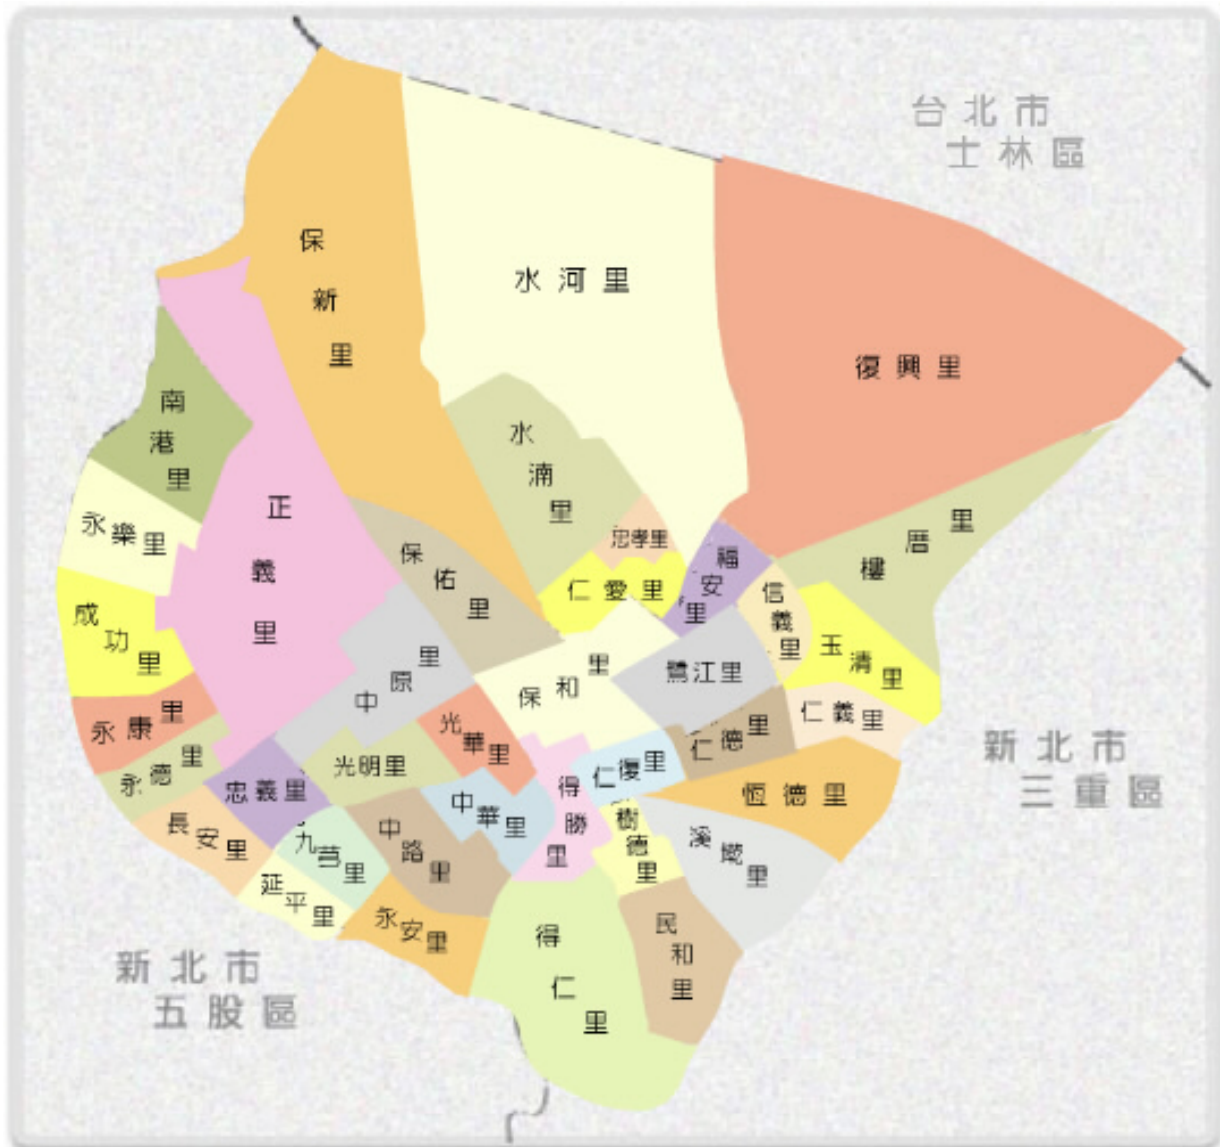 台北市
士林區
保新里
水河里
復興里
南港里
水湳里
正義里
永樂里
忠孝里
樓厝里
保佑里
仁愛里
福安里
信義里
成功里
中原里
保和里
鷺江里
玉清里
永康里
光華里
仁德里
仁義里
永德里
忠義里
光明里
得勝里
仁復里
恆德里
新北市
三重區
長安里
九芎里
中路里
中華里
樹德里
溪墘里
延平里
永安里
得仁里
民和里
新北市
五股區